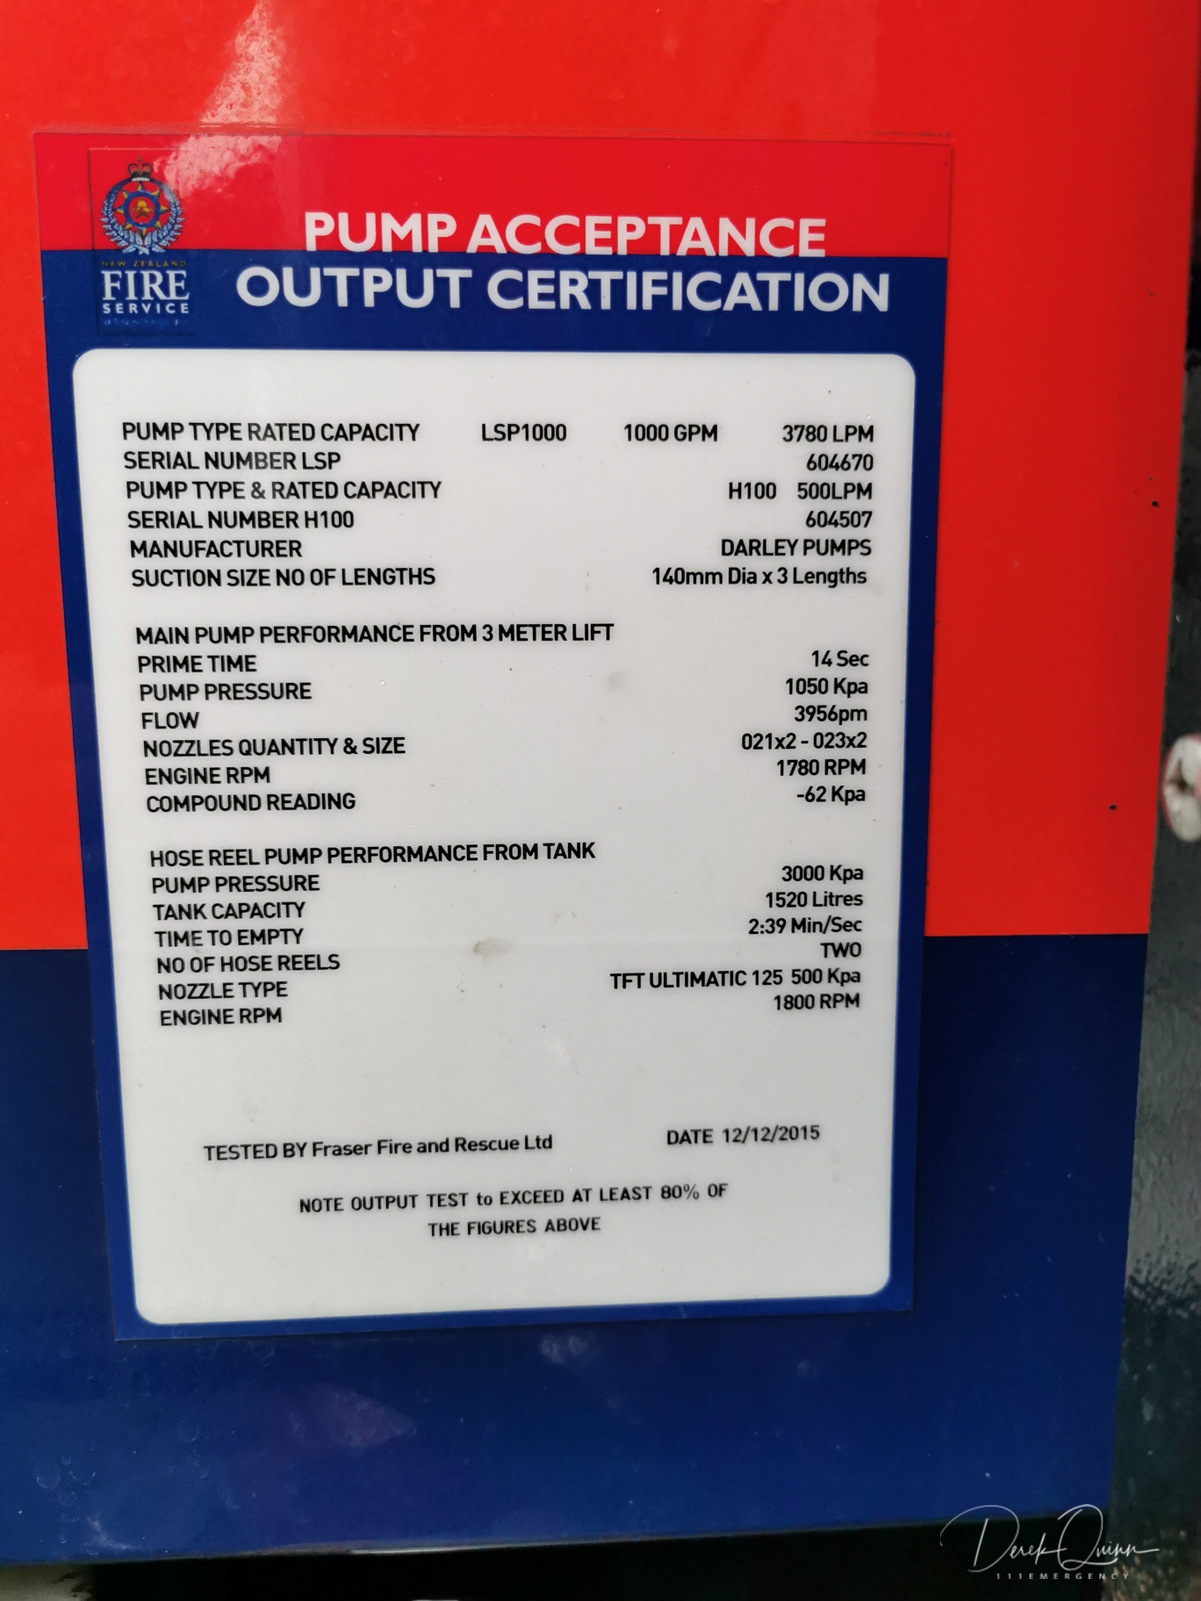 PUMP ACCEPTANCE
OUTPUT CERTIFICATION
NEW ZEALAND
FIRE
SERVICE
PUMP TYPE RATED CAPACITY LSP1000 1000 GPM 3780 LPM
SERIAL NUMBER LSP 604670
PUMP TYPE & RATED CAPACITY H100 500LPM
SERIAL NUMBER H100 604507
MANUFACTURER DARLEY PUMPS
SUCTION SIZE NO OF LENGTHS 140mm Dia x 3 Lengths
MAIN PUMP PERFORMANCE FROM 3 METER LIFT
PRIME TIME 14 Sec
PUMP PRESSURE 1050 Kpa
FLOW 3956pm
NOZZLES QUANTITY & SIZE 021x2 - 023x2
ENGINE RPM 1780 RPM
COMPOUND READING -62 Kpa
HOSE REEL PUMP PERFORMANCE FROM TANK
PUMP PRESSURE 3000 Kpa
TANK CAPACITY 1520 Litres
TIME TO EMPTY 2:39 Min/Sec
NO OF HOSE REELS TWO
NOZZLE TYPE TFT ULTIMATIC 125 500 Kpa
ENGINE RPM 1800 RPM
TESTED BY Fraser Fire and Rescue Ltd DATE 12/12/2015
NOTE OUTPUT TEST to EXCEED AT LEAST 80% OF
THE FIGURES ABOVE
Derek Quinn
111EMERGENCY